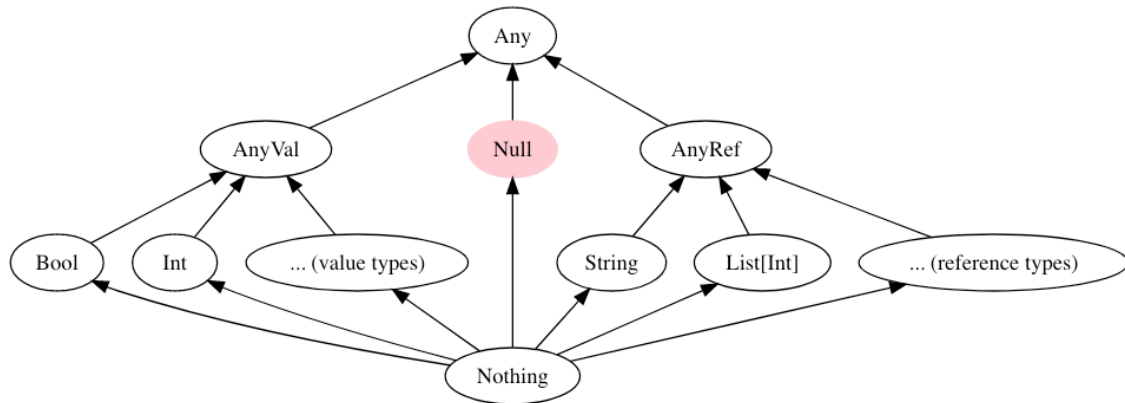 Any
AnyVal
Null
AnyRef
Bool
Int
... (value types)
String
List[Int]
... (reference types)
Nothing